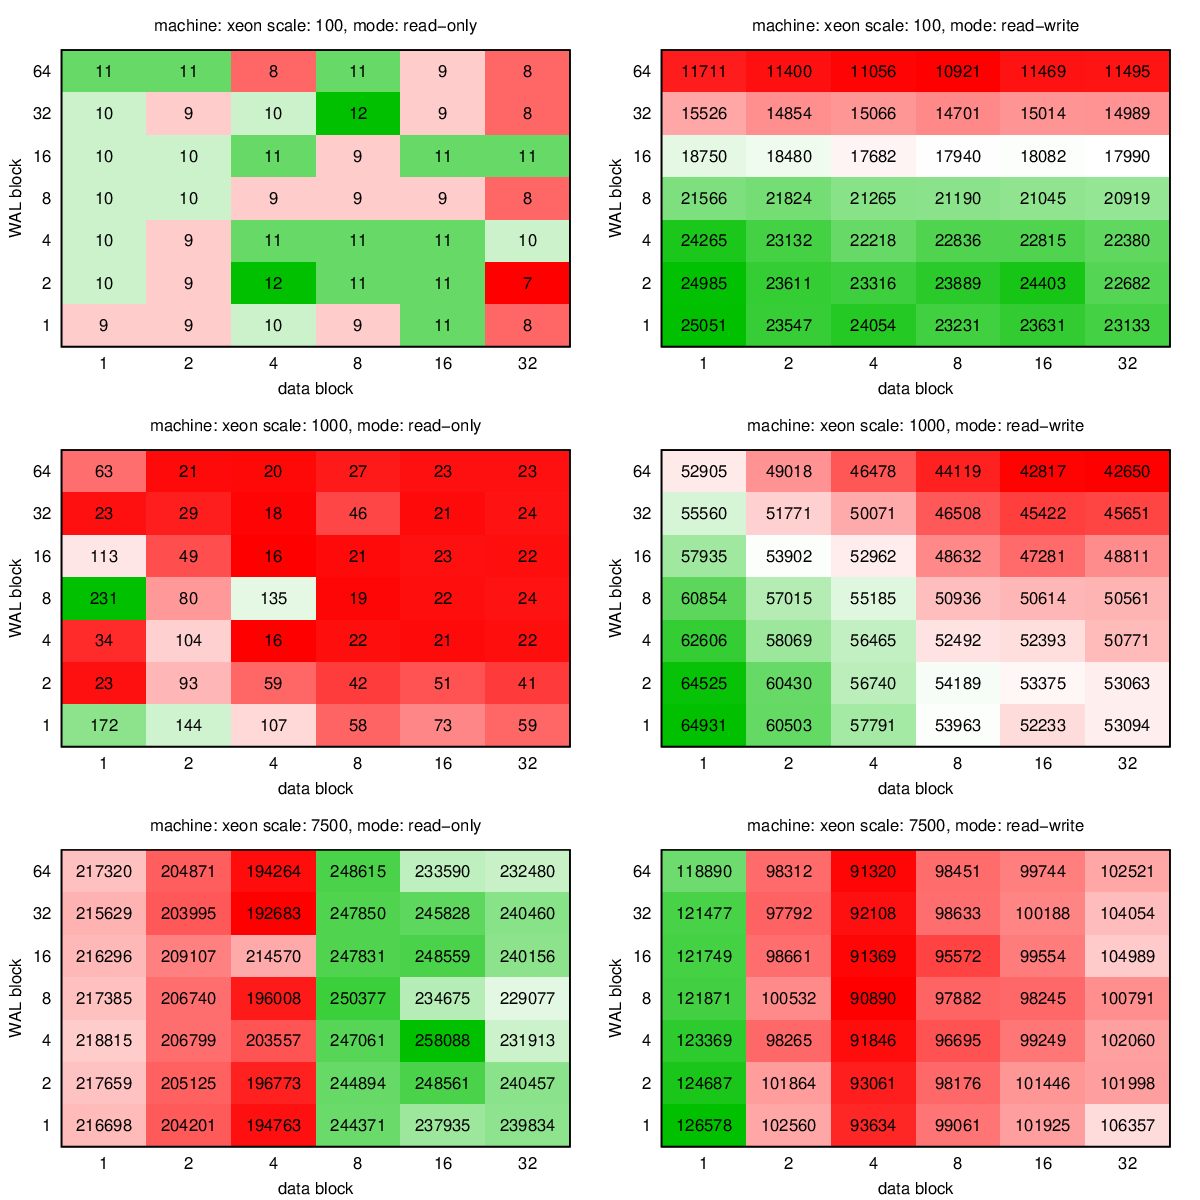 machine: xeon scale: 100, mode: read−only
64 11 11 8 11 9 8
32 10 9 10 12 9 8
16 10 10 11 9 11 11
8 10 10 9 9 9 8
4 10 9 11 11 11 10
2 10 9 12 11 11 7
1 9 9 10 9 11 8
1 2 4 8 16 32
WAL block
data block
machine: xeon scale: 100, mode: read−write
64 11711 11400 11056 10921 11469 11495
32 15526 14854 15066 14701 15014 14989
16 18750 18480 17682 17940 18082 17990
8 21566 21824 21265 21190 21045 20919
4 24265 23132 22218 22836 22815 22380
2 24985 23611 23316 23889 24403 22682
1 25051 23547 24054 23231 23631 23133
1 2 4 8 16 32
WAL block
data block
machine: xeon scale: 1000, mode: read−only
64 63 21 20 27 23 23
32 23 29 18 46 21 24
16 113 49 16 21 23 22
8 231 80 135 19 22 24
4 34 104 16 22 21 22
2 23 93 59 42 51 41
1 172 144 107 58 73 59
1 2 4 8 16 32
WAL block
data block
machine: xeon scale: 1000, mode: read−write
64 52905 49018 46478 44119 42817 42650
32 55560 51771 50071 46508 45422 45651
16 57935 53902 52962 48632 47281 48811
8 60854 57015 55185 50936 50614 50561
4 62606 58069 56465 52492 52393 50771
2 64525 60430 56740 54189 53375 53063
1 64931 60503 57791 53963 52233 53094
1 2 4 8 16 32
WAL block
data block
machine: xeon scale: 7500, mode: read−only
64 217320 204871 194264 248615 233590 232480
32 215629 203995 192683 247850 245828 240460
16 216296 209107 214570 247831 248559 240156
8 217385 206740 196008 250377 234675 229077
4 218815 206799 203557 247061 258088 231913
2 217659 205125 196773 244894 248561 240457
1 216698 204201 194763 244371 237935 239834
1 2 4 8 16 32
WAL block
data block
machine: xeon scale: 7500, mode: read−write
64 118890 98312 91320 98451 99744 102521
32 121477 97792 92108 98633 100188 104054
16 121749 98661 91369 95572 99554 104989
8 121871 100532 90890 97882 98245 100791
4 123369 98265 91846 96695 99249 102060
2 124687 101864 93061 98176 101446 101998
1 126578 102560 93634 99061 101925 106357
1 2 4 8 16 32
WAL block
data block